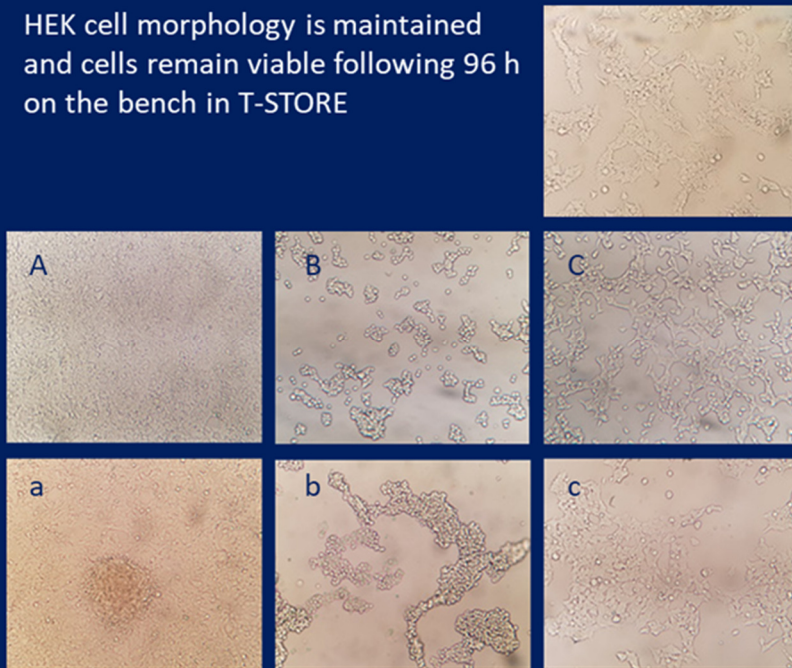 HEK cell morphology is maintained
and cells remain viable following 96 h
on the bench in T-STORE
A
B
C
a
b
c